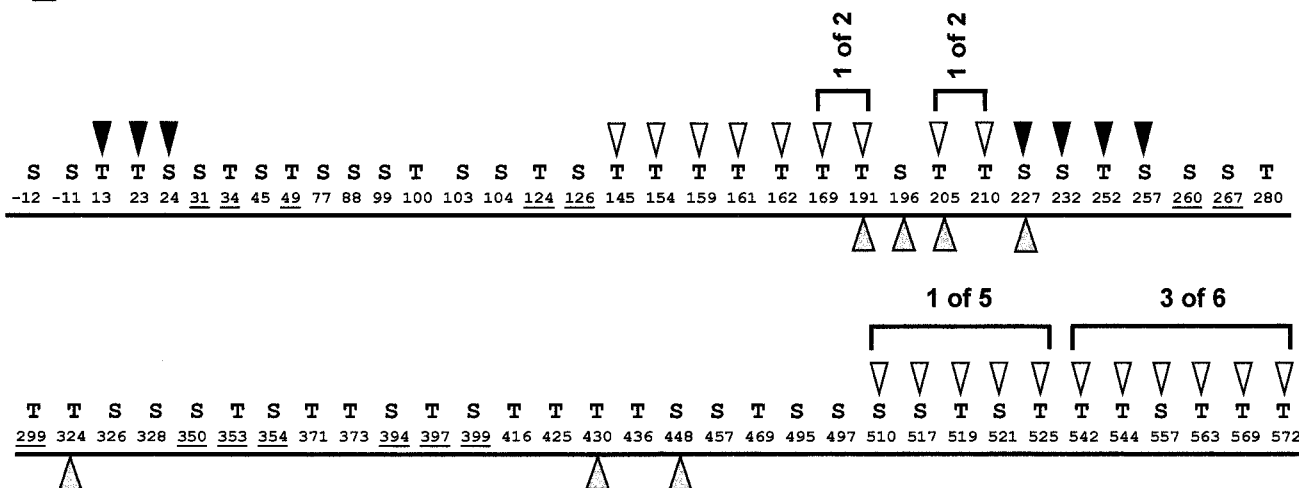 1 of 2 1 of 2
S S T T S S T S T S S S T S S T S T T T T T T T S T T S S T S S S T
-12 -11 13 23 24 31 34 45 49 77 88 99 100 103 104 124 126 145 154 159 161 162 169 191 196 205 210 227 232 252 257 260 267 280
1 of 5 3 of 6
T T S S S T S T T S T S T T T T S S T S S S S T S T T T S T T T
299 324 326 328 350 353 354 371 373 394 397 399 416 425 430 436 448 457 469 495 497 510 517 519 521 525 542 544 557 563 569 572